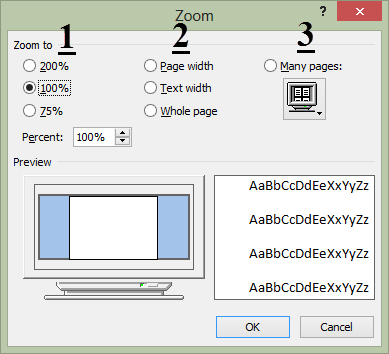 Zoom
?
Zoom to
1
2
3
200%
Page width
Many pages:
100%
Text width
75%
Whole page
Percent:
100%
Preview
AaBbCcDdEeXxYyZz
AaBbCcDdEeXxYyZz
AaBbCcDdEeXxYyZz
AaBbCcDdEeXxYyZz
OK
Cancel